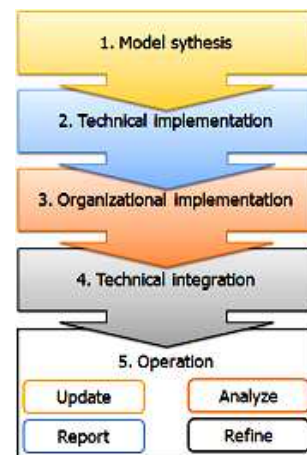 1. Model sythesis
2. Technical implementation
3. Organizational implementation
4. Technical integration
5. Operation
Update
Analyze
Report
Refine